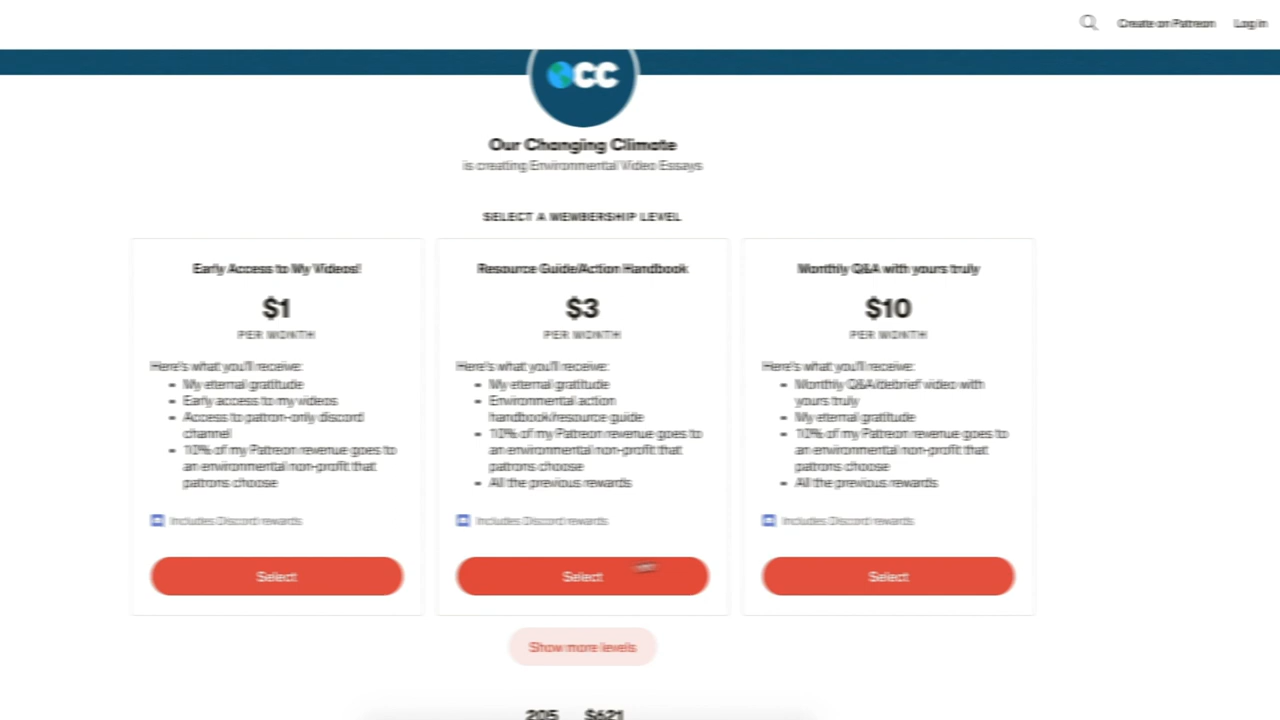 Create on Patreon Log in
CC
Our Changing Climate
is creating Environmental Video Essays
SELECT A MEMBERSHIP LEVEL
Early Access to My Videos!
$1
PER MONTH
Here's what you'll receive:
My eternal gratitude
Early access to my videos
Access to patron-only discord
channel
10% of my Patreon revenue goes to
an environmental non-profit that
patrons choose
Includes Discord rewards
Select
Resource Guide/Action Handbook
$3
PER MONTH
Here's what you'll receive:
My eternal gratitude
Environmental action
handbook/resource guide
10% of my Patreon revenue goes to
an environmental non-profit that
patrons choose
All the previous rewards
Includes Discord rewards
Select
Monthly Q&A with yours truly
$10
PER MONTH
Here's what you'll receive:
Monthly Q&A/debrief video with
yours truly
My eternal gratitude
10% of my Patreon revenue goes to
an environmental non-profit that
patrons choose
All the previous rewards
Includes Discord rewards
Select
Show more levels
205 $621